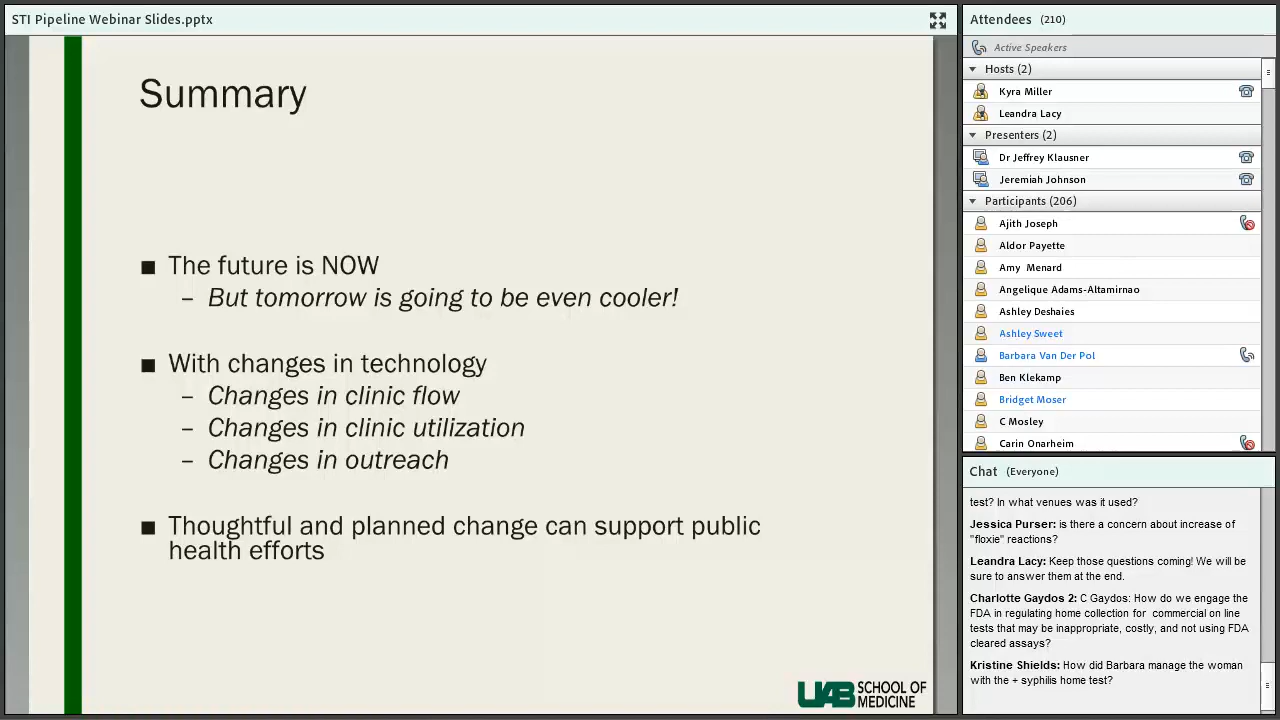 STI Pipeline Webinar Slides.pptx
Summary
■ The future is NOW
– But tomorrow is going to be even cooler!
■ With changes in technology
– Changes in clinic flow
– Changes in clinic utilization
– Changes in outreach
■ Thoughtful and planned change can support public
health efforts
UAB SCHOOL OF
MEDICINE
Attendees (210)
Active Speakers
Hosts (2)
Kyra Miller
Leandra Lacy
Presenters (2)
Dr Jeffrey Klausner
Jeremiah Johnson
Participants (206)
Ajith Joseph
Aldor Payette
Amy Menard
Angelique Adams-Altamirnao
Ashley Deshaies
Ashley Sweet
Barbara Van Der Pol
Ben Klekamp
Bridget Moser
C Mosley
Carin Onarheim
Chat (Everyone)
test? In what venues was it used?
Jessica Purser: is there a concern about increase of
"floxie" reactions?
Leandra Lacy: Keep those questions coming! We will be
sure to answer them at the end.
Charlotte Gaydos 2: C Gaydos: How do we engage the
FDA in regulating home collection for commercial on line
tests that may be inappropriate, costly, and not using FDA
cleared assays?
Kristine Shields: How did Barbara manage the woman
with the + syphilis home test?